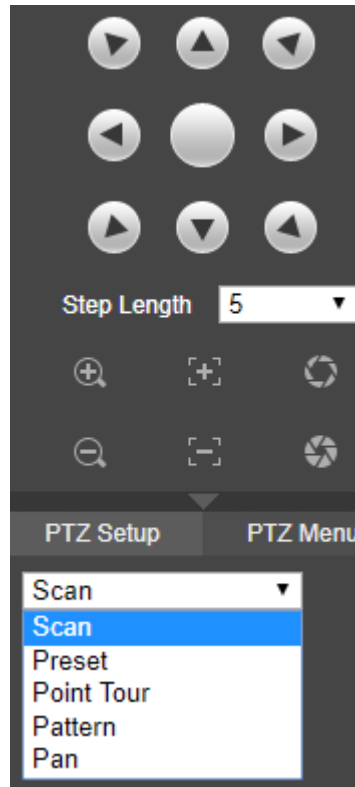 Step Length 5
PTZ Setup PTZ Menu
Scan
Scan
Preset
Point Tour
Pattern
Pan